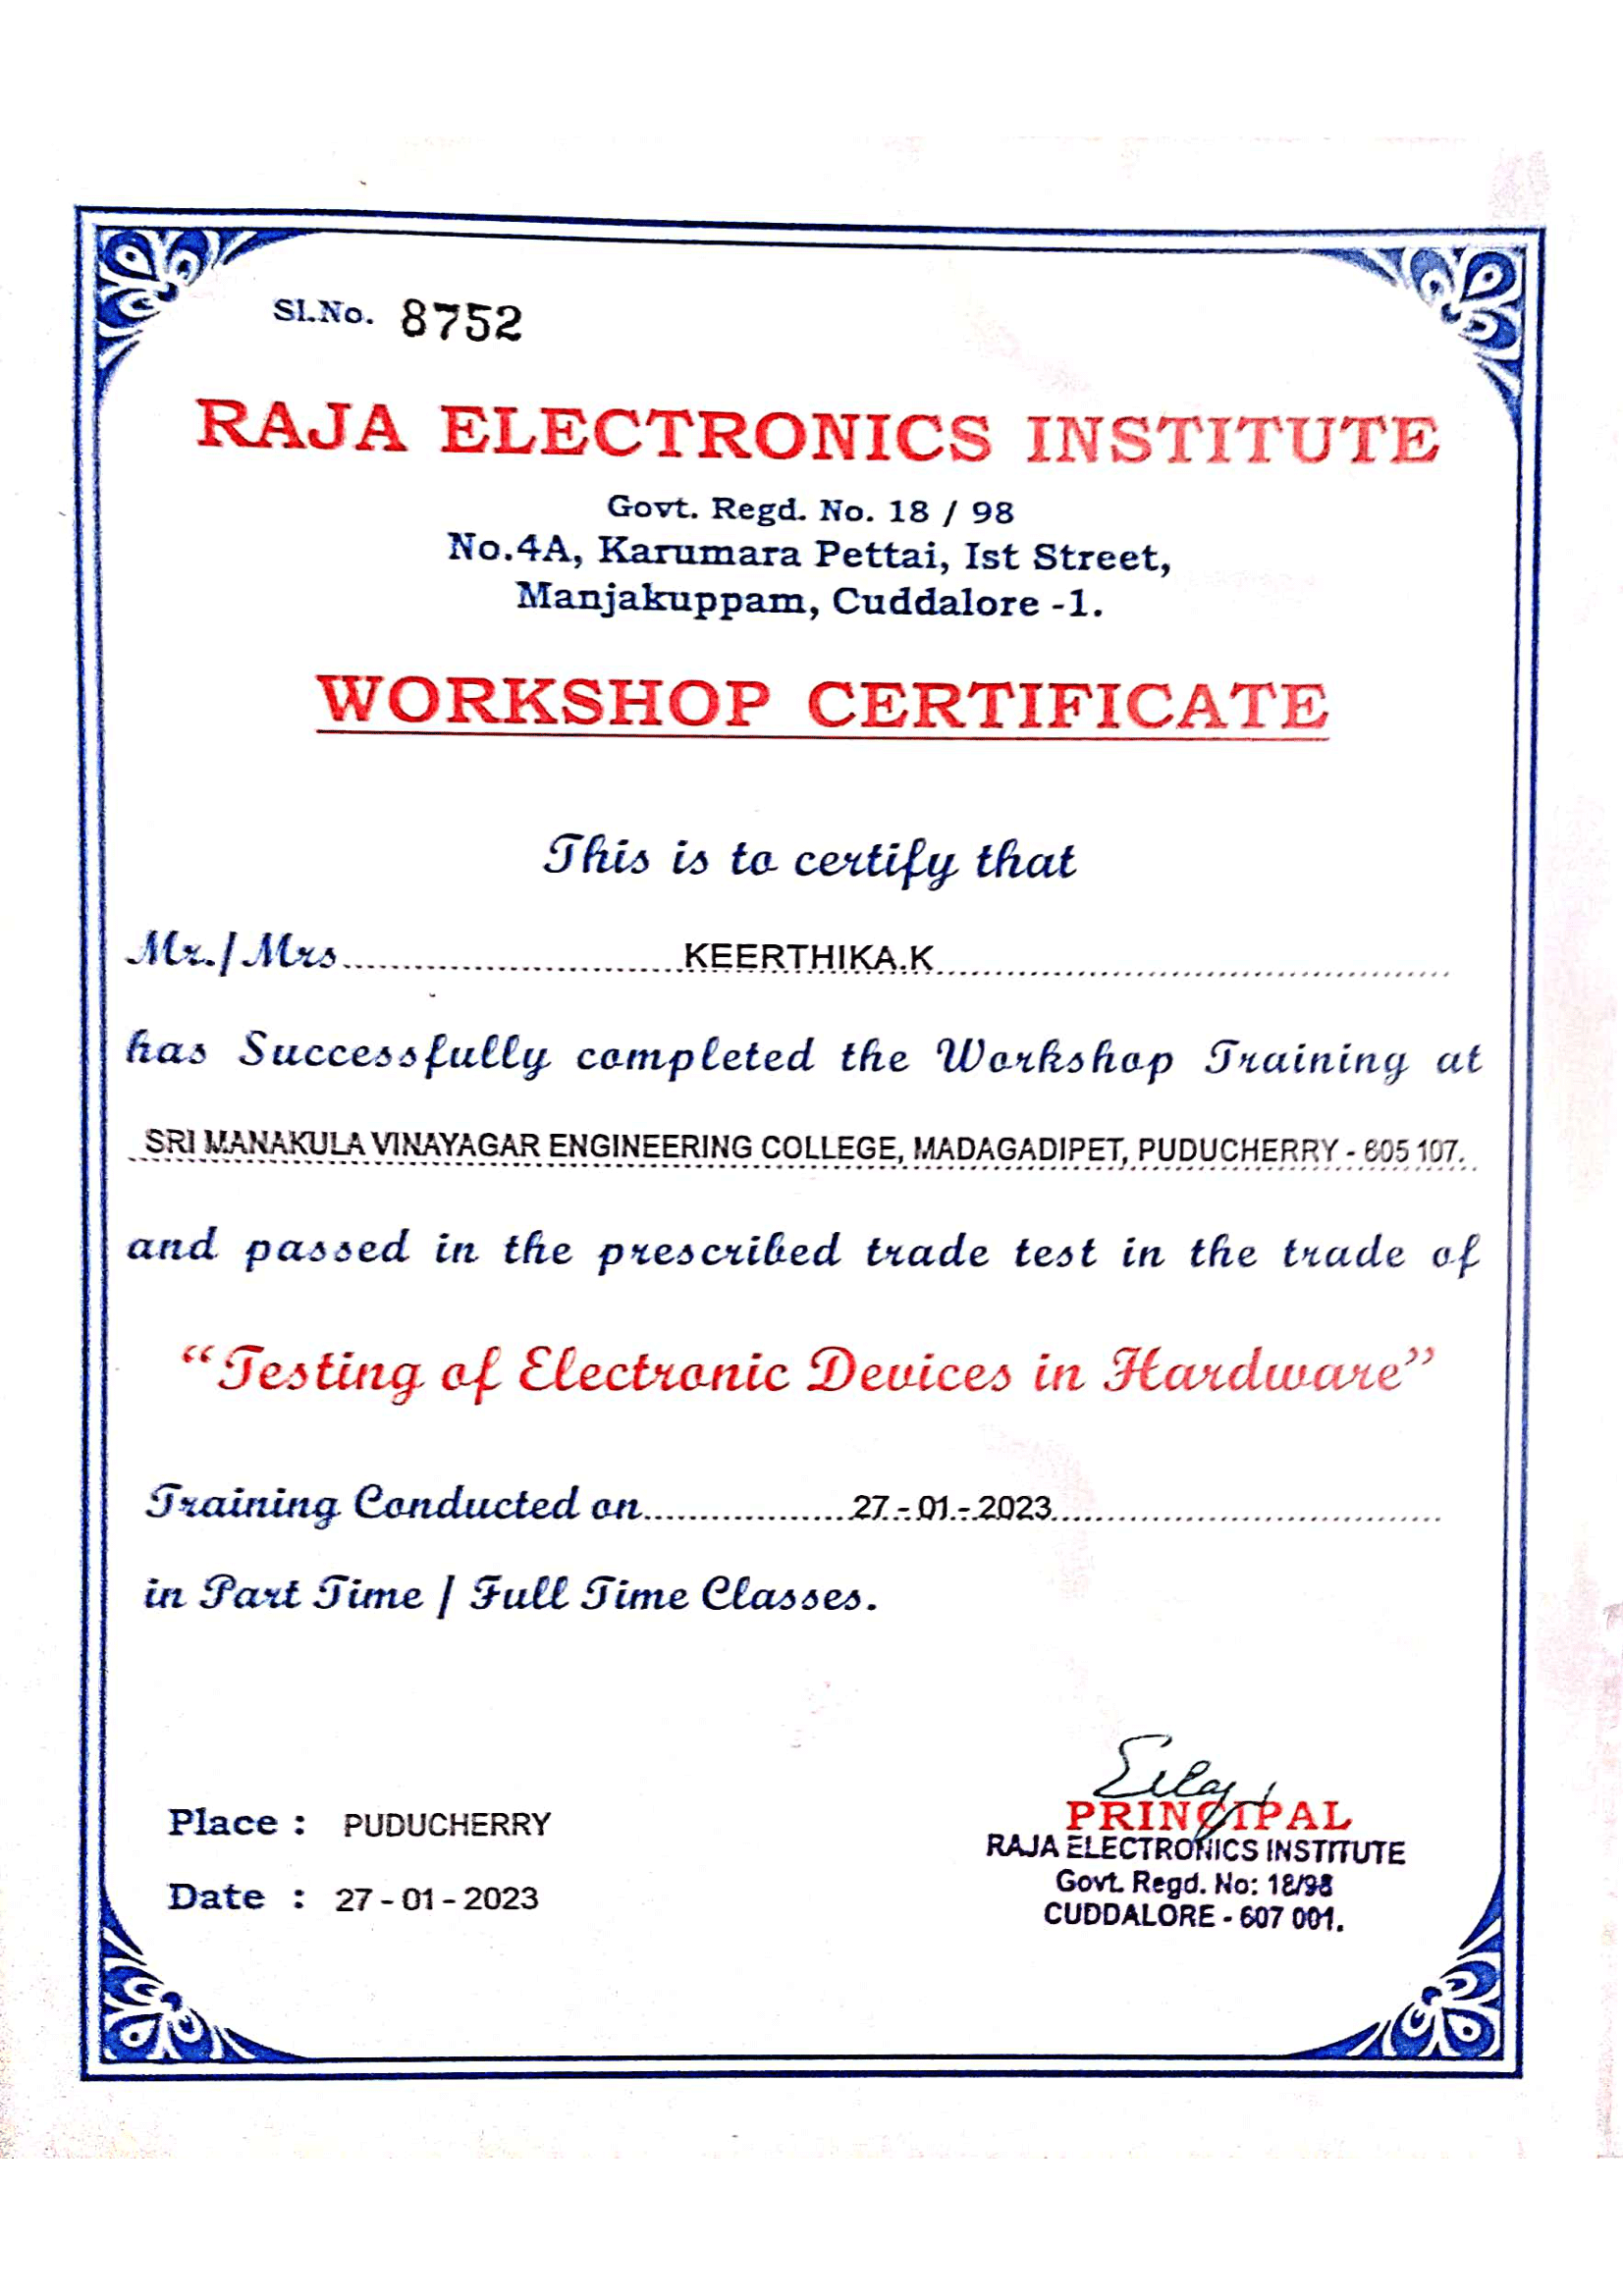 Sl.No. 8752
RAJA ELECTRONICS INSTITUTE
Govt. Regd. No. 18 / 98
No.4A, Karumara Pettai, Ist Street,
Manjakuppam, Cuddalore -1.
WORKSHOP CERTIFICATE
This is to certify that
Mr./Mrs..............................KEERTHIKA.K..............................
has Successfully completed the Workshop Training at
SRI MANAKULA VINAYAGAR ENGINEERING COLLEGE, MADAGADIPET, PUDUCHERRY - 605 107.
and passed in the prescribed trade test in the trade of
“Testing of Electronic Devices in Hardware”
Training Conducted on..................27 - 01 - 2023..............................
in Part Time / Full Time Classes.
PRINCIPAL
RAJA ELECTRONICS INSTITUTE
Govt. Regd. No: 18/98
CUDDALORE - 607 001.
Place : PUDUCHERRY
Date : 27 - 01 - 2023